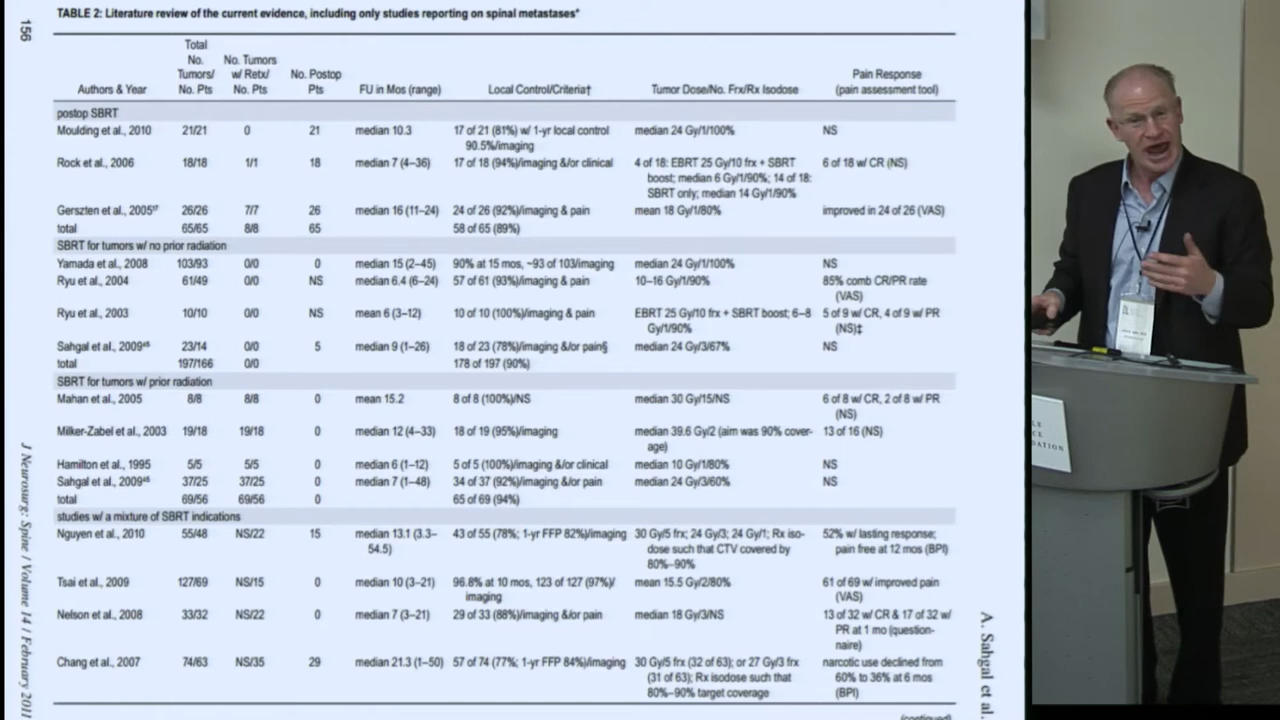 TABLE 2: Literature review of the current evidence, including only studies reporting on spinal metastases*
Authors & Year | Total No. Tumors/ No. Pts | No. Tumors w/ Retx/ No. Pts | No. Postop Pts | FU in Mos (range) | Local Control/Criteria† | Tumor Dose/No. Frx/Rx Isodose | Pain Response (pain assessment tool)
postop SBRT
Moulding et al., 2010 | 21/21 | 0 | 21 | median 10.3 | 17 of 21 (81%) w/ 1-yr local control 90.5%/imaging | median 24 Gy/1/100% | NS
Rock et al., 2006 | 18/18 | 1/1 | 18 | median 7 (4–36) | 17 of 18 (94%)/imaging &/or clinical | 4 of 18: EBRT 25 Gy/10 frx + SBRT boost; median 6 Gy/1/90%; 14 of 18: SBRT only; median 14 Gy/1/90% | 6 of 18 w/ CR (NS)
Gerszten et al., 2005¹⁷ | 26/26 | 7/7 | 26 | median 16 (11–24) | 24 of 26 (92%)/imaging & pain | mean 18 Gy/1/80% | improved in 24 of 26 (VAS)
total | 65/65 | 8/8 | 65 | 58 of 65 (89%)
SBRT for tumors w/ no prior radiation
Yamada et al., 2008 | 103/93 | 0/0 | 0 | median 15 (2–45) | 90% at 15 mos, ~93 of 103/imaging | median 24 Gy/1/100% | NS
Ryu et al., 2004 | 61/49 | 0/0 | NS | median 6.4 (6–24) | 57 of 61 (93%)/imaging & pain | 10–16 Gy/1/90% | 85% comb CR/PR rate (VAS)
Ryu et al., 2003 | 10/10 | 0/0 | NS | mean 6 (3–12) | 10 of 10 (100%)/imaging & pain | EBRT 25 Gy/10 frx + SBRT boost; 6–8 Gy/1/90% | 5 of 9 w/ CR, 4 of 9 w/ PR (NS)‡
Sahgal et al., 2009⁴⁵ | 23/14 | 0/0 | 5 | median 9 (1–26) | 18 of 23 (78%)/imaging &/or pain§ | median 24 Gy/3/67% | NS
total | 197/166 | 0/0 | 178 of 197 (90%)
SBRT for tumors w/ prior radiation
Mahan et al., 2005 | 8/8 | 8/8 | 0 | mean 15.2 | 8 of 8 (100%)/NS | median 30 Gy/15/NS | 6 of 8 w/ CR, 2 of 8 w/ PR (NS)
Milker-Zabel et al., 2003 | 19/18 | 19/18 | 0 | median 12 (4–33) | 18 of 19 (95%)/imaging | median 39.6 Gy/2 (aim was 90% coverage) | 13 of 16 (NS)
Hamilton et al., 1995 | 5/5 | 5/5 | 0 | median 6 (1–12) | 5 of 5 (100%)/imaging &/or clinical | median 10 Gy/1/80% | NS
Sahgal et al., 2009⁴⁵ | 37/25 | 37/25 | 0 | median 7 (1–48) | 34 of 37 (92%)/imaging &/or pain | median 24 Gy/3/60% | NS
total | 69/56 | 69/56 | 0 | 65 of 69 (94%)
studies w/ a mixture of SBRT indications
Nguyen et al., 2010 | 55/48 | NS/22 | 15 | median 13.1 (3.3–54.5) | 43 of 55 (78%; 1-yr FFP 82%)/imaging | 30 Gy/5 frx; 24 Gy/3; 24 Gy/1; Rx isodose such that CTV covered by 80%–90% | 52% w/ lasting response; pain free at 12 mos (BPI)
Tsai et al., 2009 | 127/69 | NS/15 | 0 | median 10 (3–21) | 96.8% at 10 mos, 123 of 127 (97%)/imaging | mean 15.5 Gy/2/80% | 61 of 69 w/ improved pain (VAS)
Nelson et al., 2008 | 33/32 | NS/22 | 0 | median 7 (3–21) | 29 of 33 (88%)/imaging &/or pain | median 18 Gy/3/NS | 13 of 32 w/ CR & 17 of 32 w/ PR at 1 mo (questionnaire)
Chang et al., 2007 | 74/63 | NS/35 | 29 | median 21.3 (1–50) | 57 of 74 (77%; 1-yr FFP 84%)/imaging | 30 Gy/5 frx (32 of 63); or 27 Gy/3 frx (31 of 63); Rx isodose such that 80%–90% target coverage | narcotic use declined from 60% to 36% at 6 mos (BPI)
156
J Neurosurg: Spine / Volume 14 / February 2011
A. Sahgal et al.